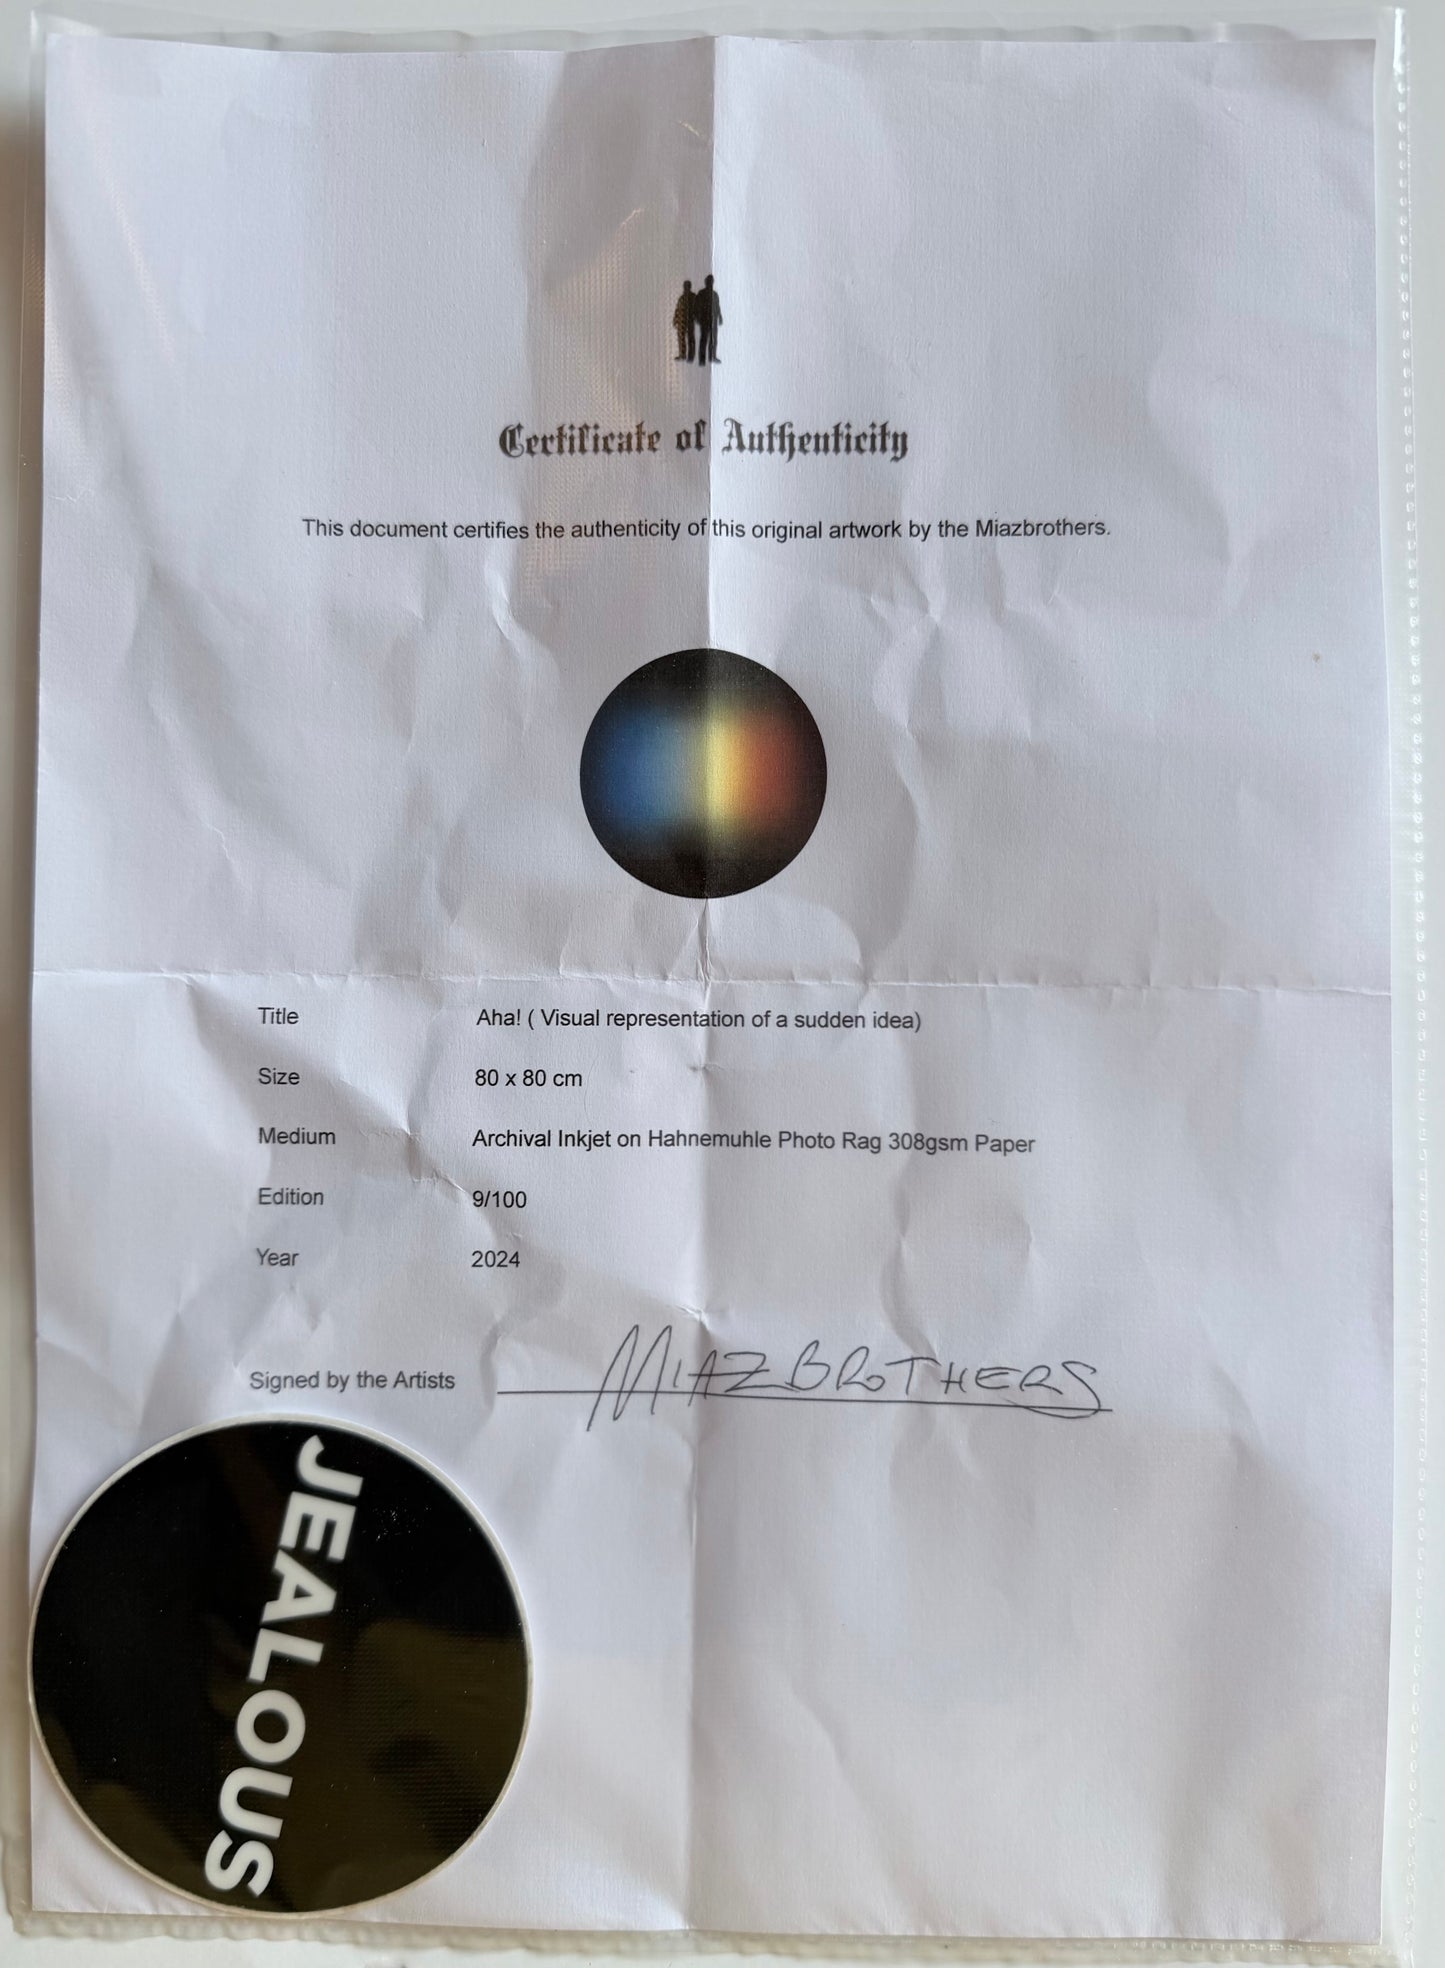 Certificate of Authenticity
This document certifies the authenticity of this original artwork by the Miazbrothers.
Title Aha! ( Visual representation of a sudden idea)
Size 80 x 80 cm
Medium Archival Inkjet on Hahnemuhle Photo Rag 308gsm Paper
Edition 9/100
Year 2024
Signed by the Artists MIAZBROTHERS
JEALOUS